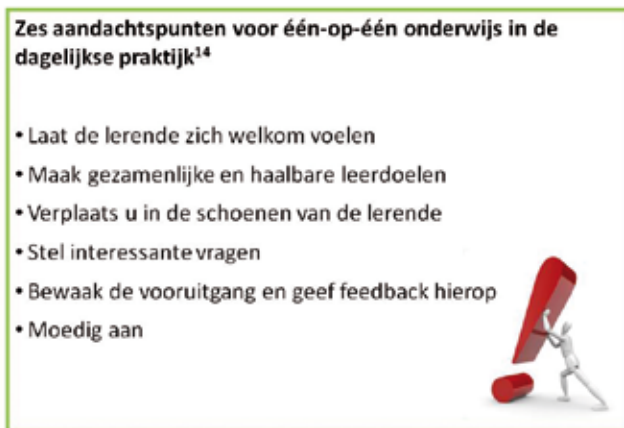 Zes aandachtspunten voor één-op-één onderwijs in de
dagelijkse praktijk¹⁴
• Laat de lerende zich welkom voelen
• Maak gezamenlijke en haalbare leerdoelen
• Verplaats u in de schoenen van de lerende
• Stel interessante vragen
• Bewaak de vooruitgang en geef feedback hierop
• Moedig aan